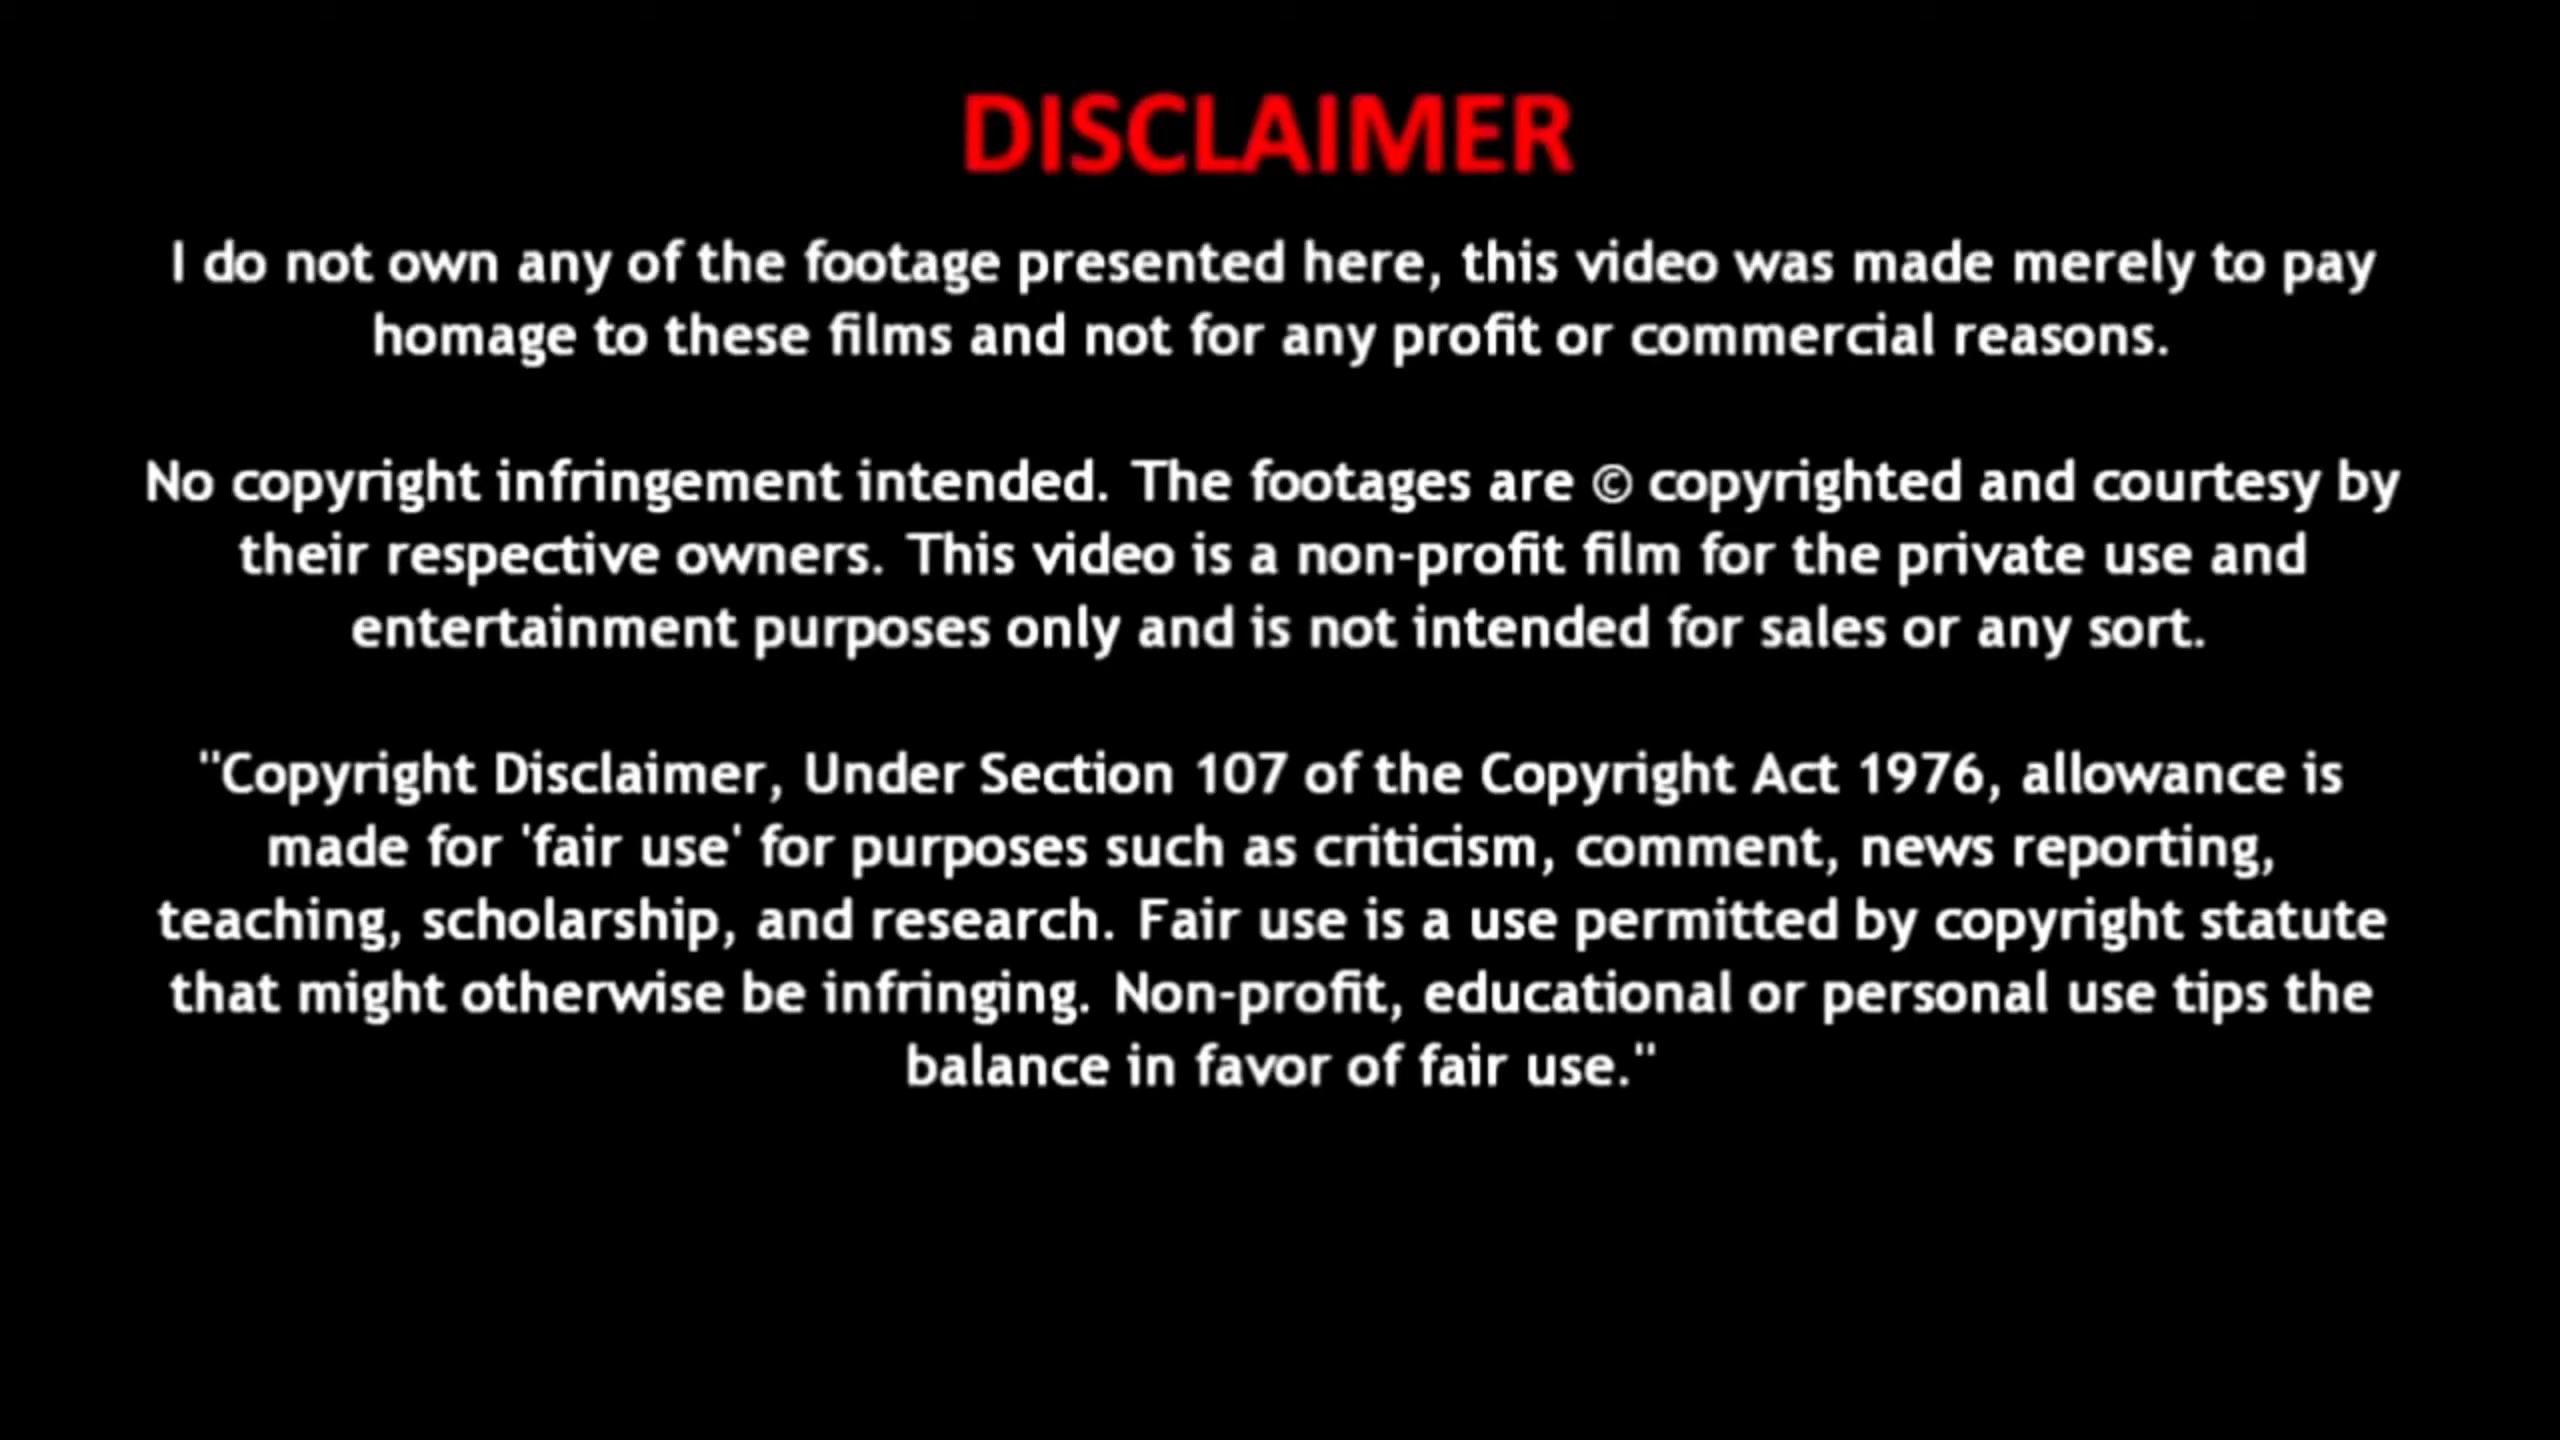 DISCLAIMER
I do not own any of the footage presented here, this video was made merely to pay
homage to these films and not for any profit or commercial reasons.
No copyright infringement intended. The footages are © copyrighted and courtesy by
their respective owners. This video is a non-profit film for the private use and
entertainment purposes only and is not intended for sales or any sort.
"Copyright Disclaimer, Under Section 107 of the Copyright Act 1976, allowance is
made for 'fair use' for purposes such as criticism, comment, news reporting,
teaching, scholarship, and research. Fair use is a use permitted by copyright statute
that might otherwise be infringing. Non-profit, educational or personal use tips the
balance in favor of fair use."